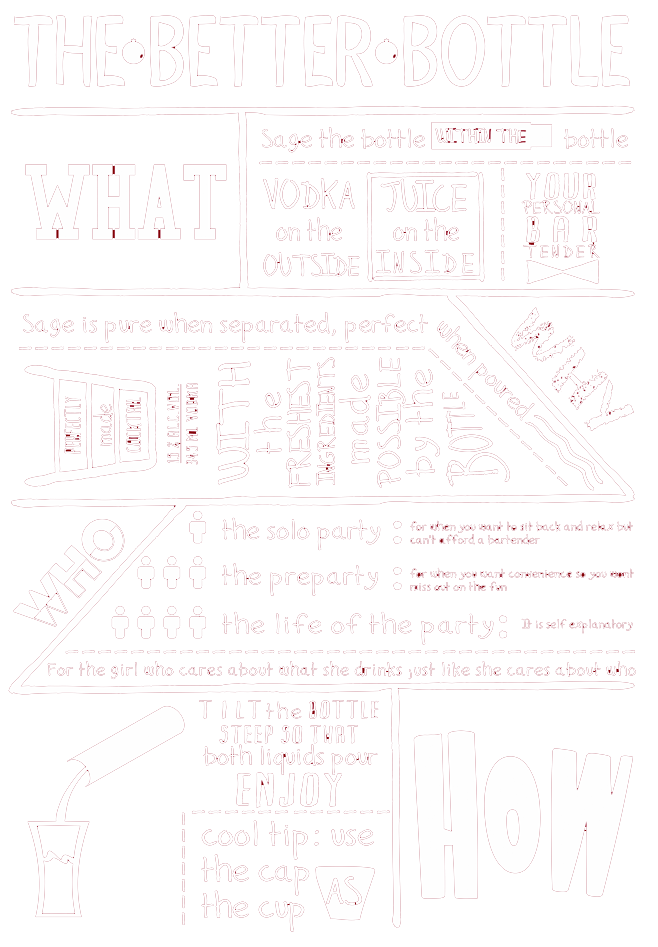 THE·BETTER·BOTTLE
WHAT
Sage the bottle WITHIN THE bottle
VODKA
on the
OUTSIDE
JUICE
on the
INSIDE
YOUR
PERSONAL
BAR
TENDER
Sage is pure when separated, perfect when poured
WHY
PERFECTLY
made
COCKTAIL
WITH
the
FRESHEST
INGREDIENTS
made
POSSIBLE
by the
BOTTLE
WHO
the solo party : for when you want to sit back and relax but
can't afford a bartender
the preparty : for when you want convenience so you dont
miss out on the fun
the life of the party: It is self explanatory
For the girl who cares about what she drinks just like she cares about who
TILT the BOTTLE
STEEP SO THAT
both liquids pour
ENJOY
cool tip: use
the cap AS
the cup
HOW